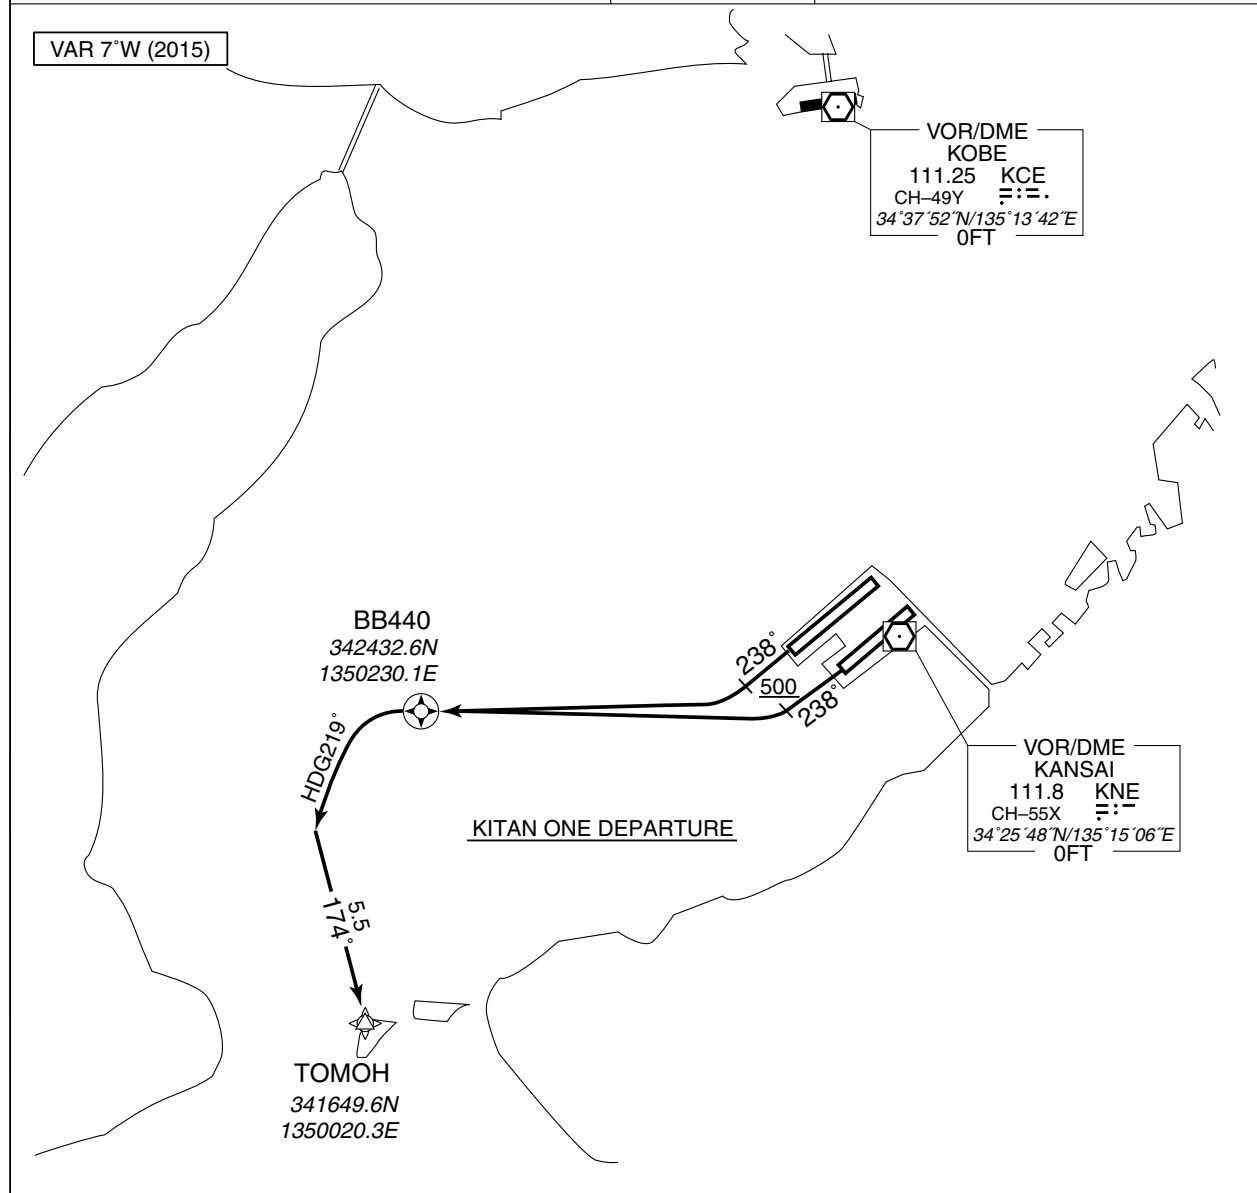 VAR 7°W (2015)
VOR/DME
KOBE
111.25 KCE
CH–49Y
34°37´52˝N/135°13´42˝E
0FT
BB440
342432.6N
1350230.1E
238°
500
238°
HDG219°
VOR/DME
KANSAI
111.8 KNE
CH–55X
34°25´48˝N/135°15´06˝E
0FT
KITAN ONE DEPARTURE
5.5
174°
TOMOH
341649.6N
1350020.3E